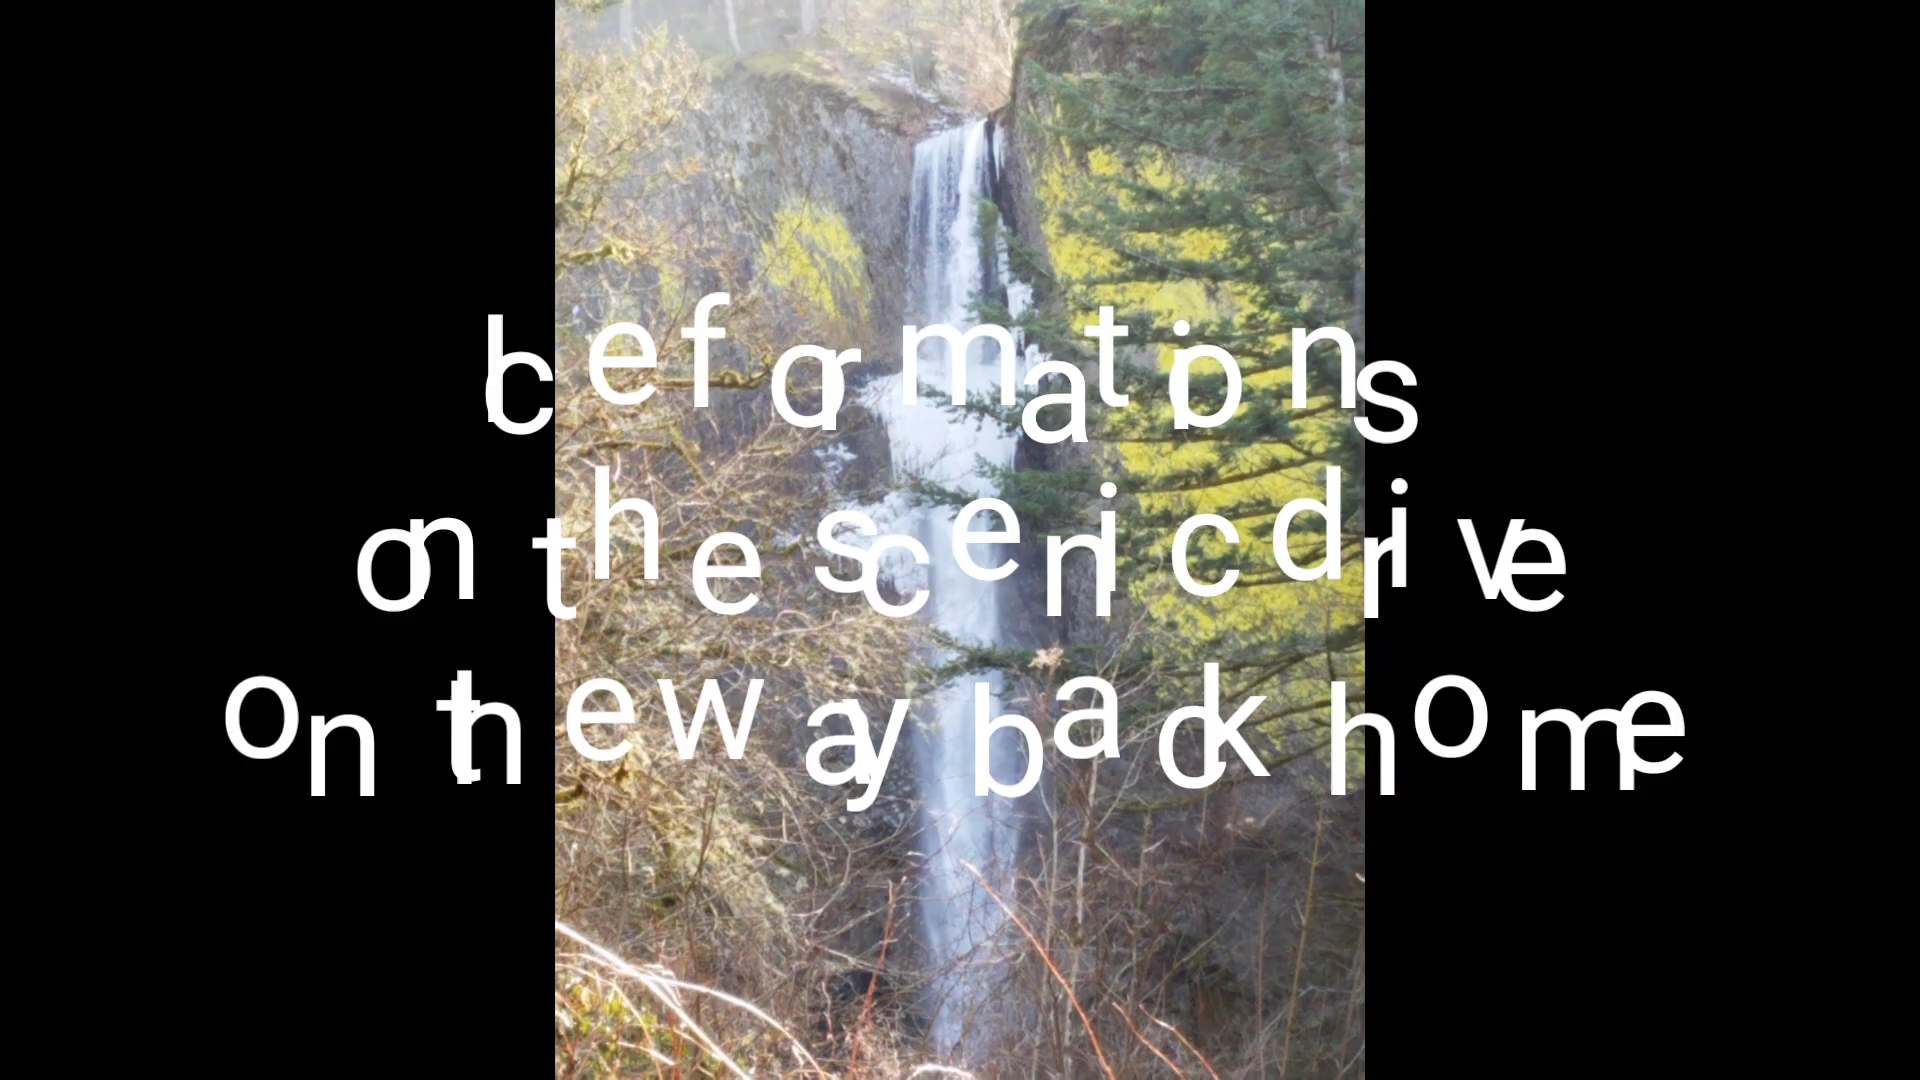 Ice formations
on the scenic drive
on the way back home